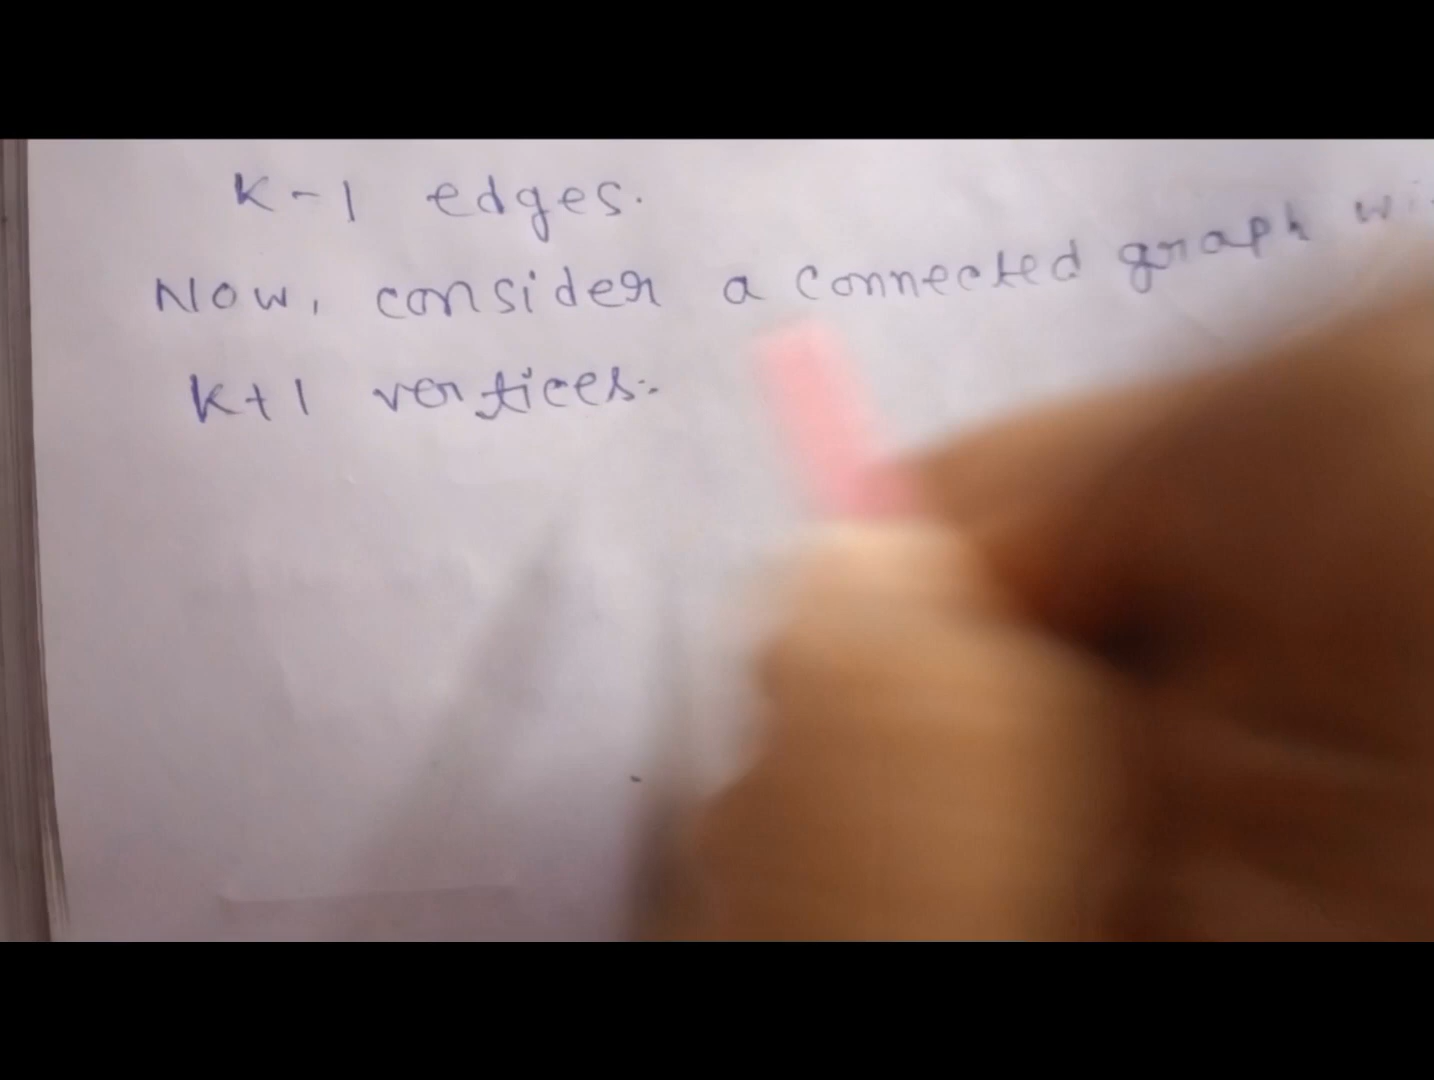 K-1 edges.
Now, consider a connected graph
K+1 vertices.